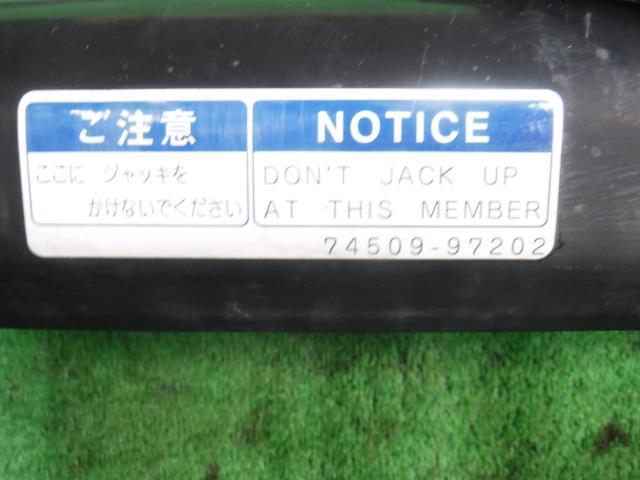 ご注意
ここに ジャッキを
かけないでください
NOTICE
DON'T JACK UP
AT THIS MEMBER
74509-97202